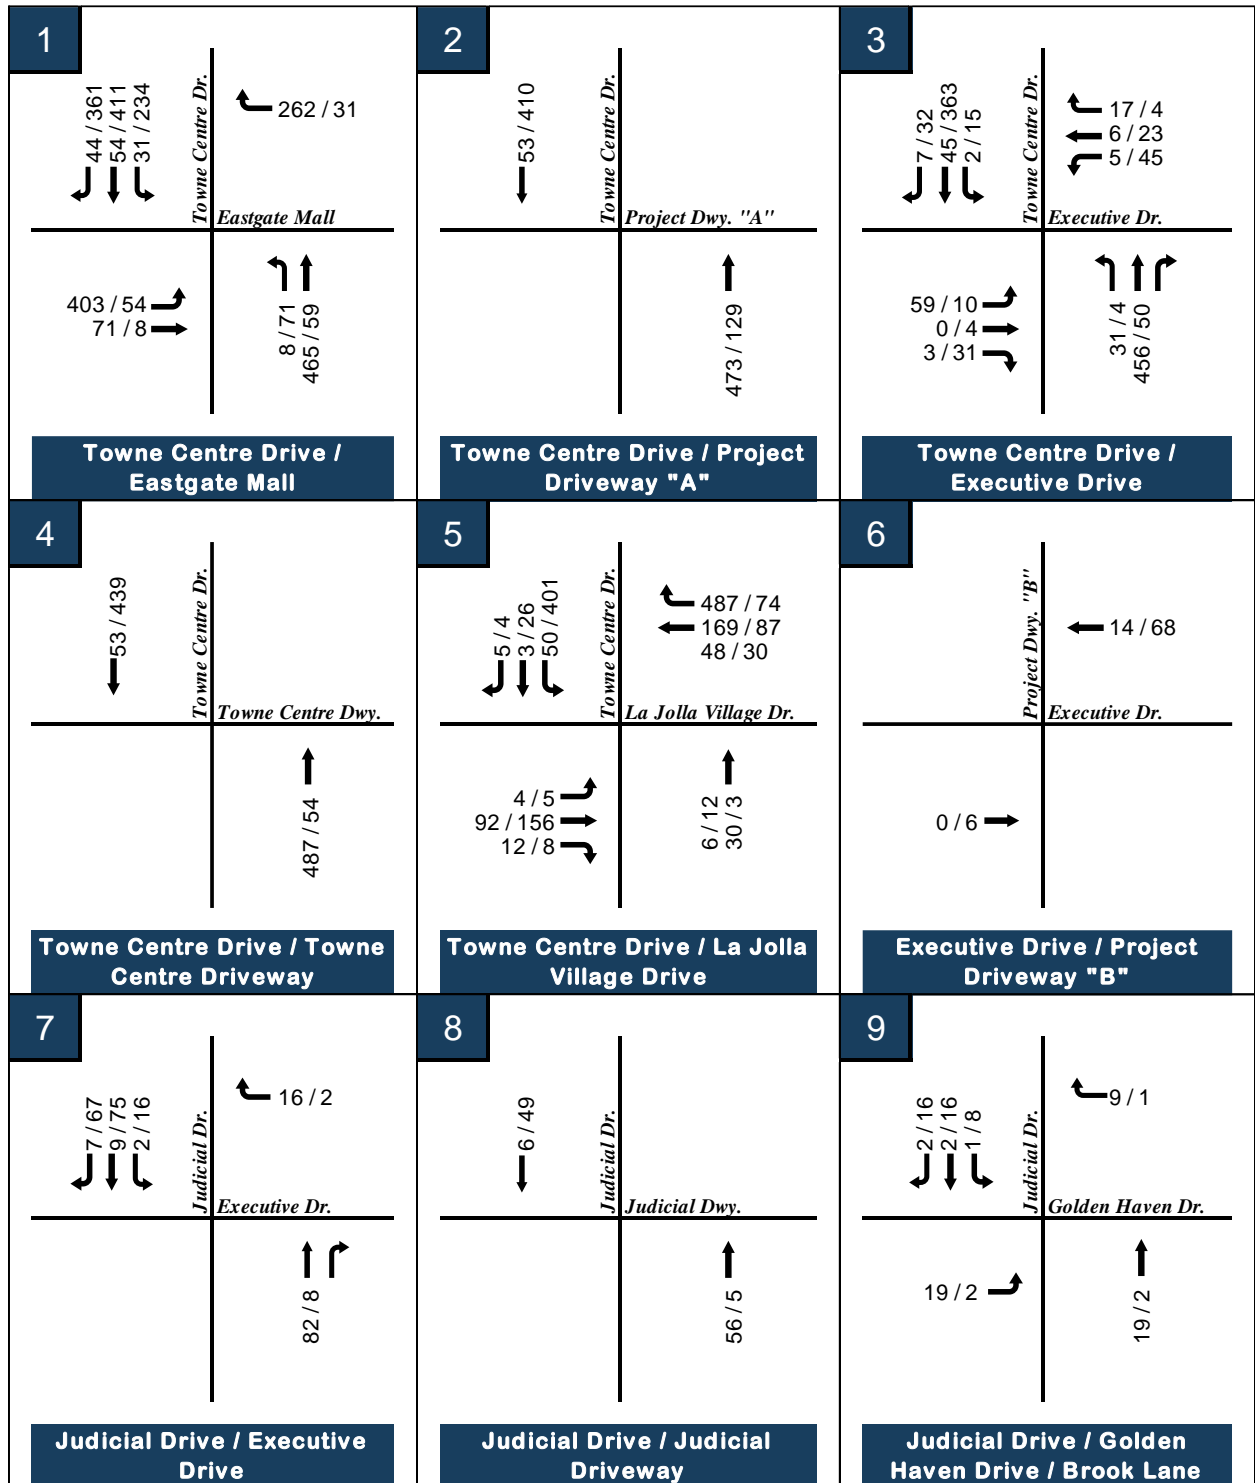 1
44 / 361
54 / 411
31 / 234
Towne Centre Dr.
262 / 31
Eastgate Mall
403 / 54
71 / 8
8 / 71
465 / 59
Towne Centre Drive /
Eastgate Mall
2
53 / 410
Towne Centre Dr.
Project Dwy. "A"
473 / 129
Towne Centre Drive / Project
Driveway "A"
3
7 / 32
45 / 363
2 / 15
Towne Centre Dr.
17 / 4
6 / 23
5 / 45
Executive Dr.
59 / 10
0 / 4
3 / 31
31 / 4
456 / 50
Towne Centre Drive /
Executive Drive
4
53 / 439
Towne Centre Dr.
Towne Centre Dwy.
487 / 54
Towne Centre Drive / Towne
Centre Driveway
5
5 / 4
3 / 26
50 / 401
Towne Centre Dr.
487 / 74
169 / 87
48 / 30
La Jolla Village Dr.
4 / 5
92 / 156
12 / 8
6 / 12
30 / 3
Towne Centre Drive / La Jolla
Village Drive
6
Project Dwy. "B"
14 / 68
Executive Dr.
0 / 6
Executive Drive / Project
Driveway "B"
7
7 / 67
9 / 75
2 / 16
Judicial Dr.
16 / 2
Executive Dr.
82 / 8
Judicial Drive / Executive
Drive
8
6 / 49
Judicial Dr.
Judicial Dwy.
56 / 5
Judicial Drive / Judicial
Driveway
9
2 / 16
2 / 16
1 / 8
Judicial Dr.
9 / 1
Golden Haven Dr.
19 / 2
19 / 2
Judicial Drive / Golden
Haven Drive / Brook Lane